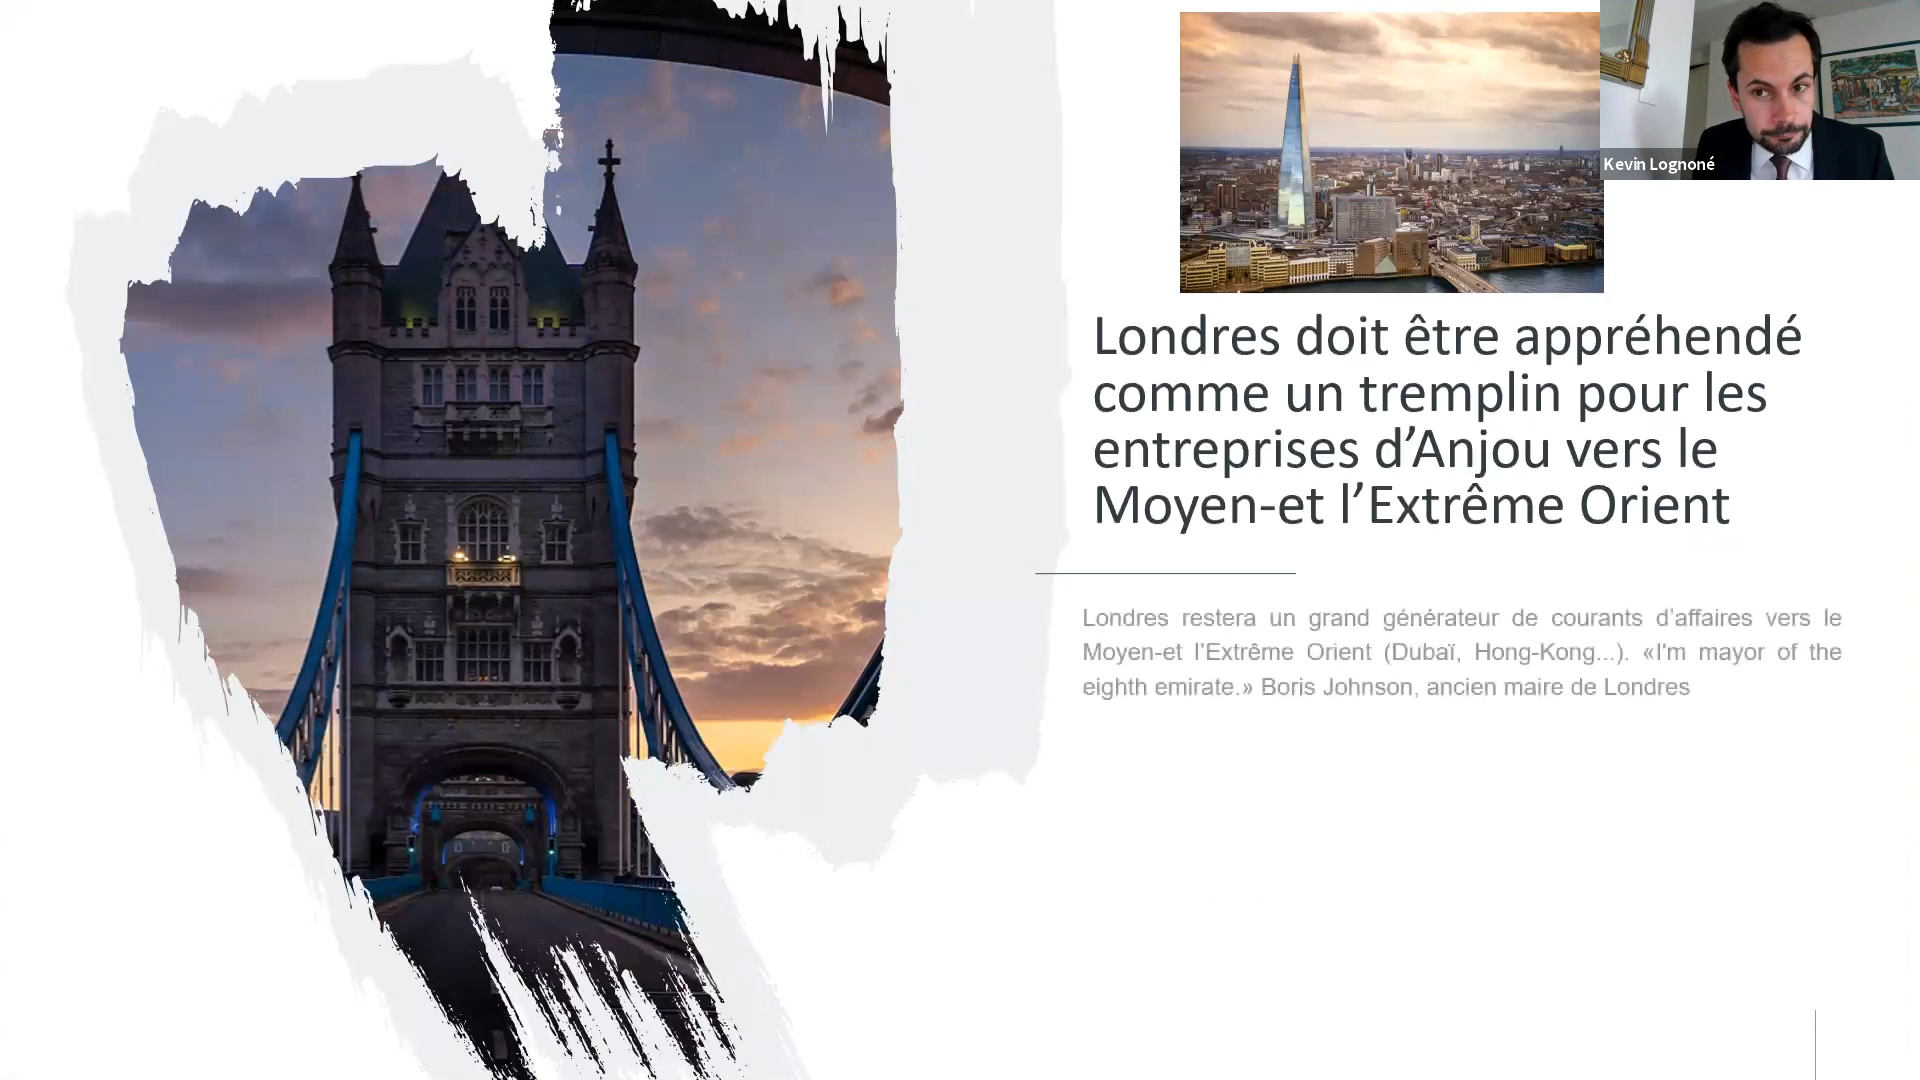 Kevin Lognoné
Londres doit être appréhendé
comme un tremplin pour les
entreprises d’Anjou vers le
Moyen-et l’Extrême Orient
Londres restera un grand générateur de courants d’affaires vers le
Moyen-et l’Extrême Orient (Dubaï, Hong-Kong...). «I'm mayor of the
eighth emirate.» Boris Johnson, ancien maire de Londres